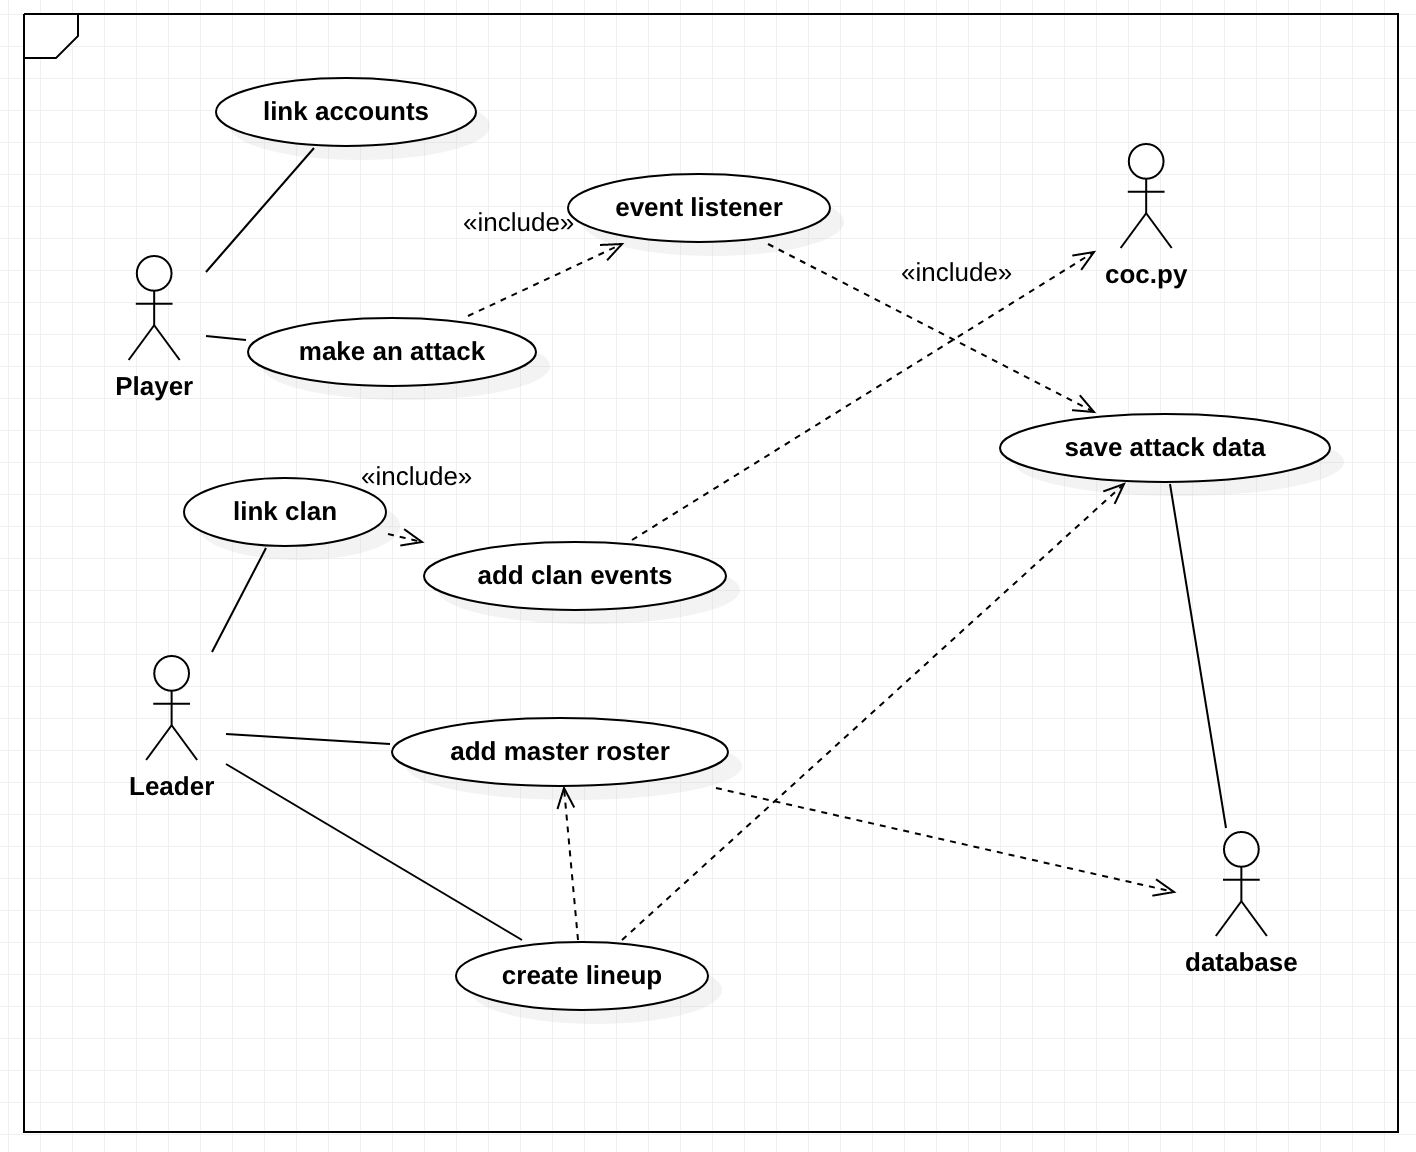 link accounts
«include»
event listener
«include»
coc.py
make an attack
Player
save attack data
«include»
link clan
add clan events
add master roster
Leader
database
create lineup